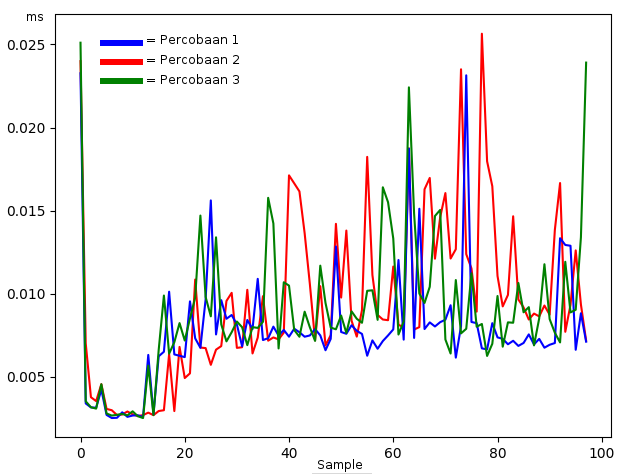 ms
0.025
= Percobaan 1
= Percobaan 2
= Percobaan 3
0.020
0.015
0.010
0.005
0 20 40 60 80 100
Sample